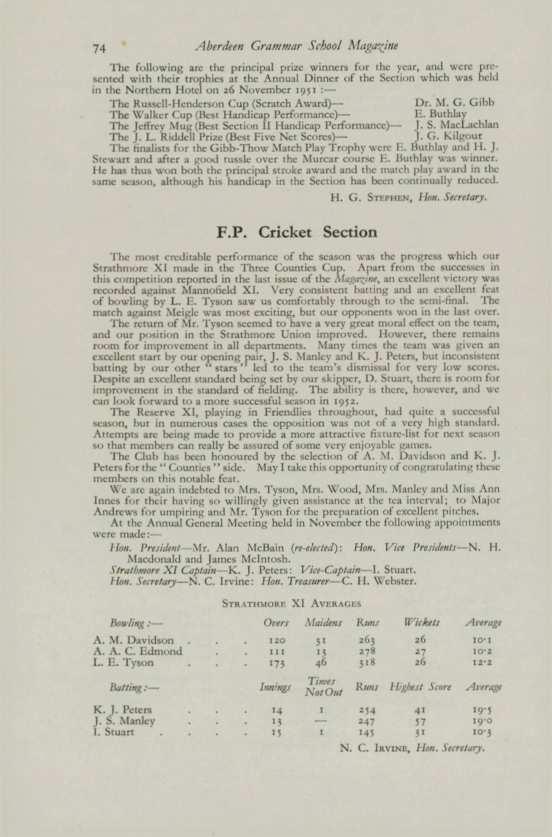 74 Aberdeen Grammar School Magazine
The following are the principal prize winners for the year, and were pre-
sented with their trophies at the Annual Dinner of the Section which was held
in the Northern Hotel on 26 November 1951 :—
The Russell-Henderson Cup (Scratch Award)— Dr. M. G. Gibb
The Walker Cup (Best Handicap Performance)— E. Buthlay
The Jeffrey Mug (Best Section II Handicap Performance)— J. S. MacLachlan
The J. L. Riddell Prize (Best Five Net Scores)— J. G. Kilgour
The finalists for the Gibb-Thow Match Play Trophy were E. Buthlay and H. J.
Stewart and after a good tussle over the Murcar course E. Buthlay was winner.
He has thus won both the principal stroke award and the match play award in the
same season, although his handicap in the Section has been continually reduced.
H. G. Stephen, Hon. Secretary.
F.P. Cricket Section
The most creditable performance of the season was the progress which our
Strathmore XI made in the Three Counties Cup. Apart from the successes in
this competition reported in the last issue of the Magazine, an excellent victory was
recorded against Mannofield XI. Very consistent batting and an excellent feat
of bowling by L. E. Tyson saw us comfortably through to the semi-final. The
match against Meigle was most exciting, but our opponents won in the last over.
The return of Mr. Tyson seemed to have a very great moral effect on the team,
and our position in the Strathmore Union improved. However, there remains
room for improvement in all departments. Many times the team was given an
excellent start by our opening pair, J. S. Manley and K. J. Peters, but inconsistent
batting by our other " stars " led to the team's dismissal for very low scores.
Despite an excellent standard being set by our skipper, D. Stuart, there is room for
improvement in the standard of fielding. The ability is there, however, and we
can look forward to a more successful season in 1952.
The Reserve XI, playing in Friendlies throughout, had quite a successful
season, but in numerous cases the opposition was not of a very high standard.
Attempts are being made to provide a more attractive fixture-list for next season
so that members can really be assured of some very enjoyable games.
The Club has been honoured by the selection of A. M. Davidson and K. J.
Peters for the " Counties " side. May I take this opportunity of congratulating these
members on this notable feat.
We are again indebted to Mrs. Tyson, Mrs. Wood, Mrs. Manley and Miss Ann
Innes for their having so willingly given assistance at the tea interval; to Major
Andrews for umpiring and Mr. Tyson for the preparation of excellent pitches.
At the Annual General Meeting held in November the following appointments
were made:—
Hon. President—Mr. Alan McBain (re-elected): Hon. Vice Presidents—N. H.
Macdonald and James McIntosh.
Strathmore XI Captain—K. J. Peters: Vice-Captain—I. Stuart.
Hon. Secretary—N. C. Irvine: Hon. Treasurer—C. H. Webster.
Strathmore XI Averages
Bowling :— Overs Maidens Runs Wickets Average
A. M. Davidson . . . 120 31 263 26 10·1
A. A. C. Edmond . . 111 13 278 27 10·2
L. E. Tyson . . . 173 46 318 26 12·2
Batting :— Innings Times Not Out Runs Highest Score Average
K. J. Peters . . . 14 1 254 41 19·5
J. S. Manley . . . 13 — 247 57 19·0
I. Stuart . . . . 15 1 145 31 10·3
N. C. Irvine, Hon. Secretary.